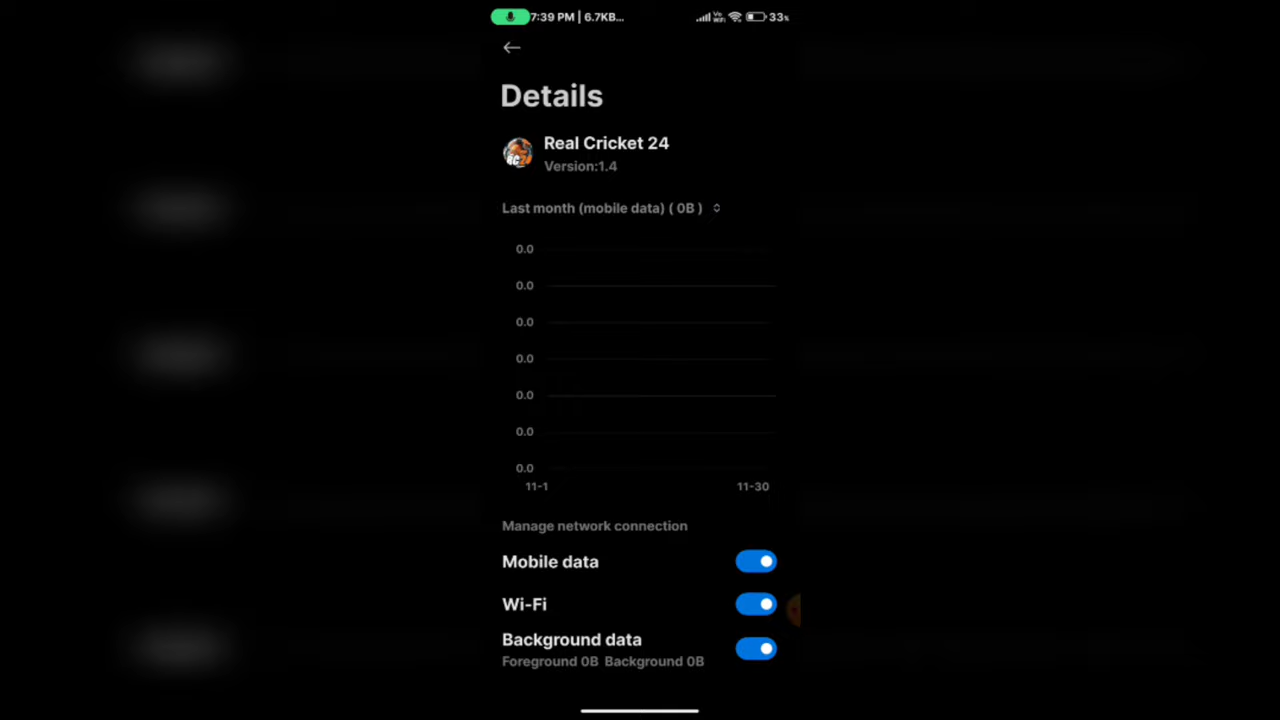 7:39 PM | 6.7KB... Vo WiFi 33%
Details
Real Cricket 24
Version:1.4
Last month (mobile data) ( 0B )
0.0
0.0
0.0
0.0
0.0
0.0
0.0
11-1 11-30
Manage network connection
Mobile data
Wi-Fi
Background data
Foreground 0B Background 0B